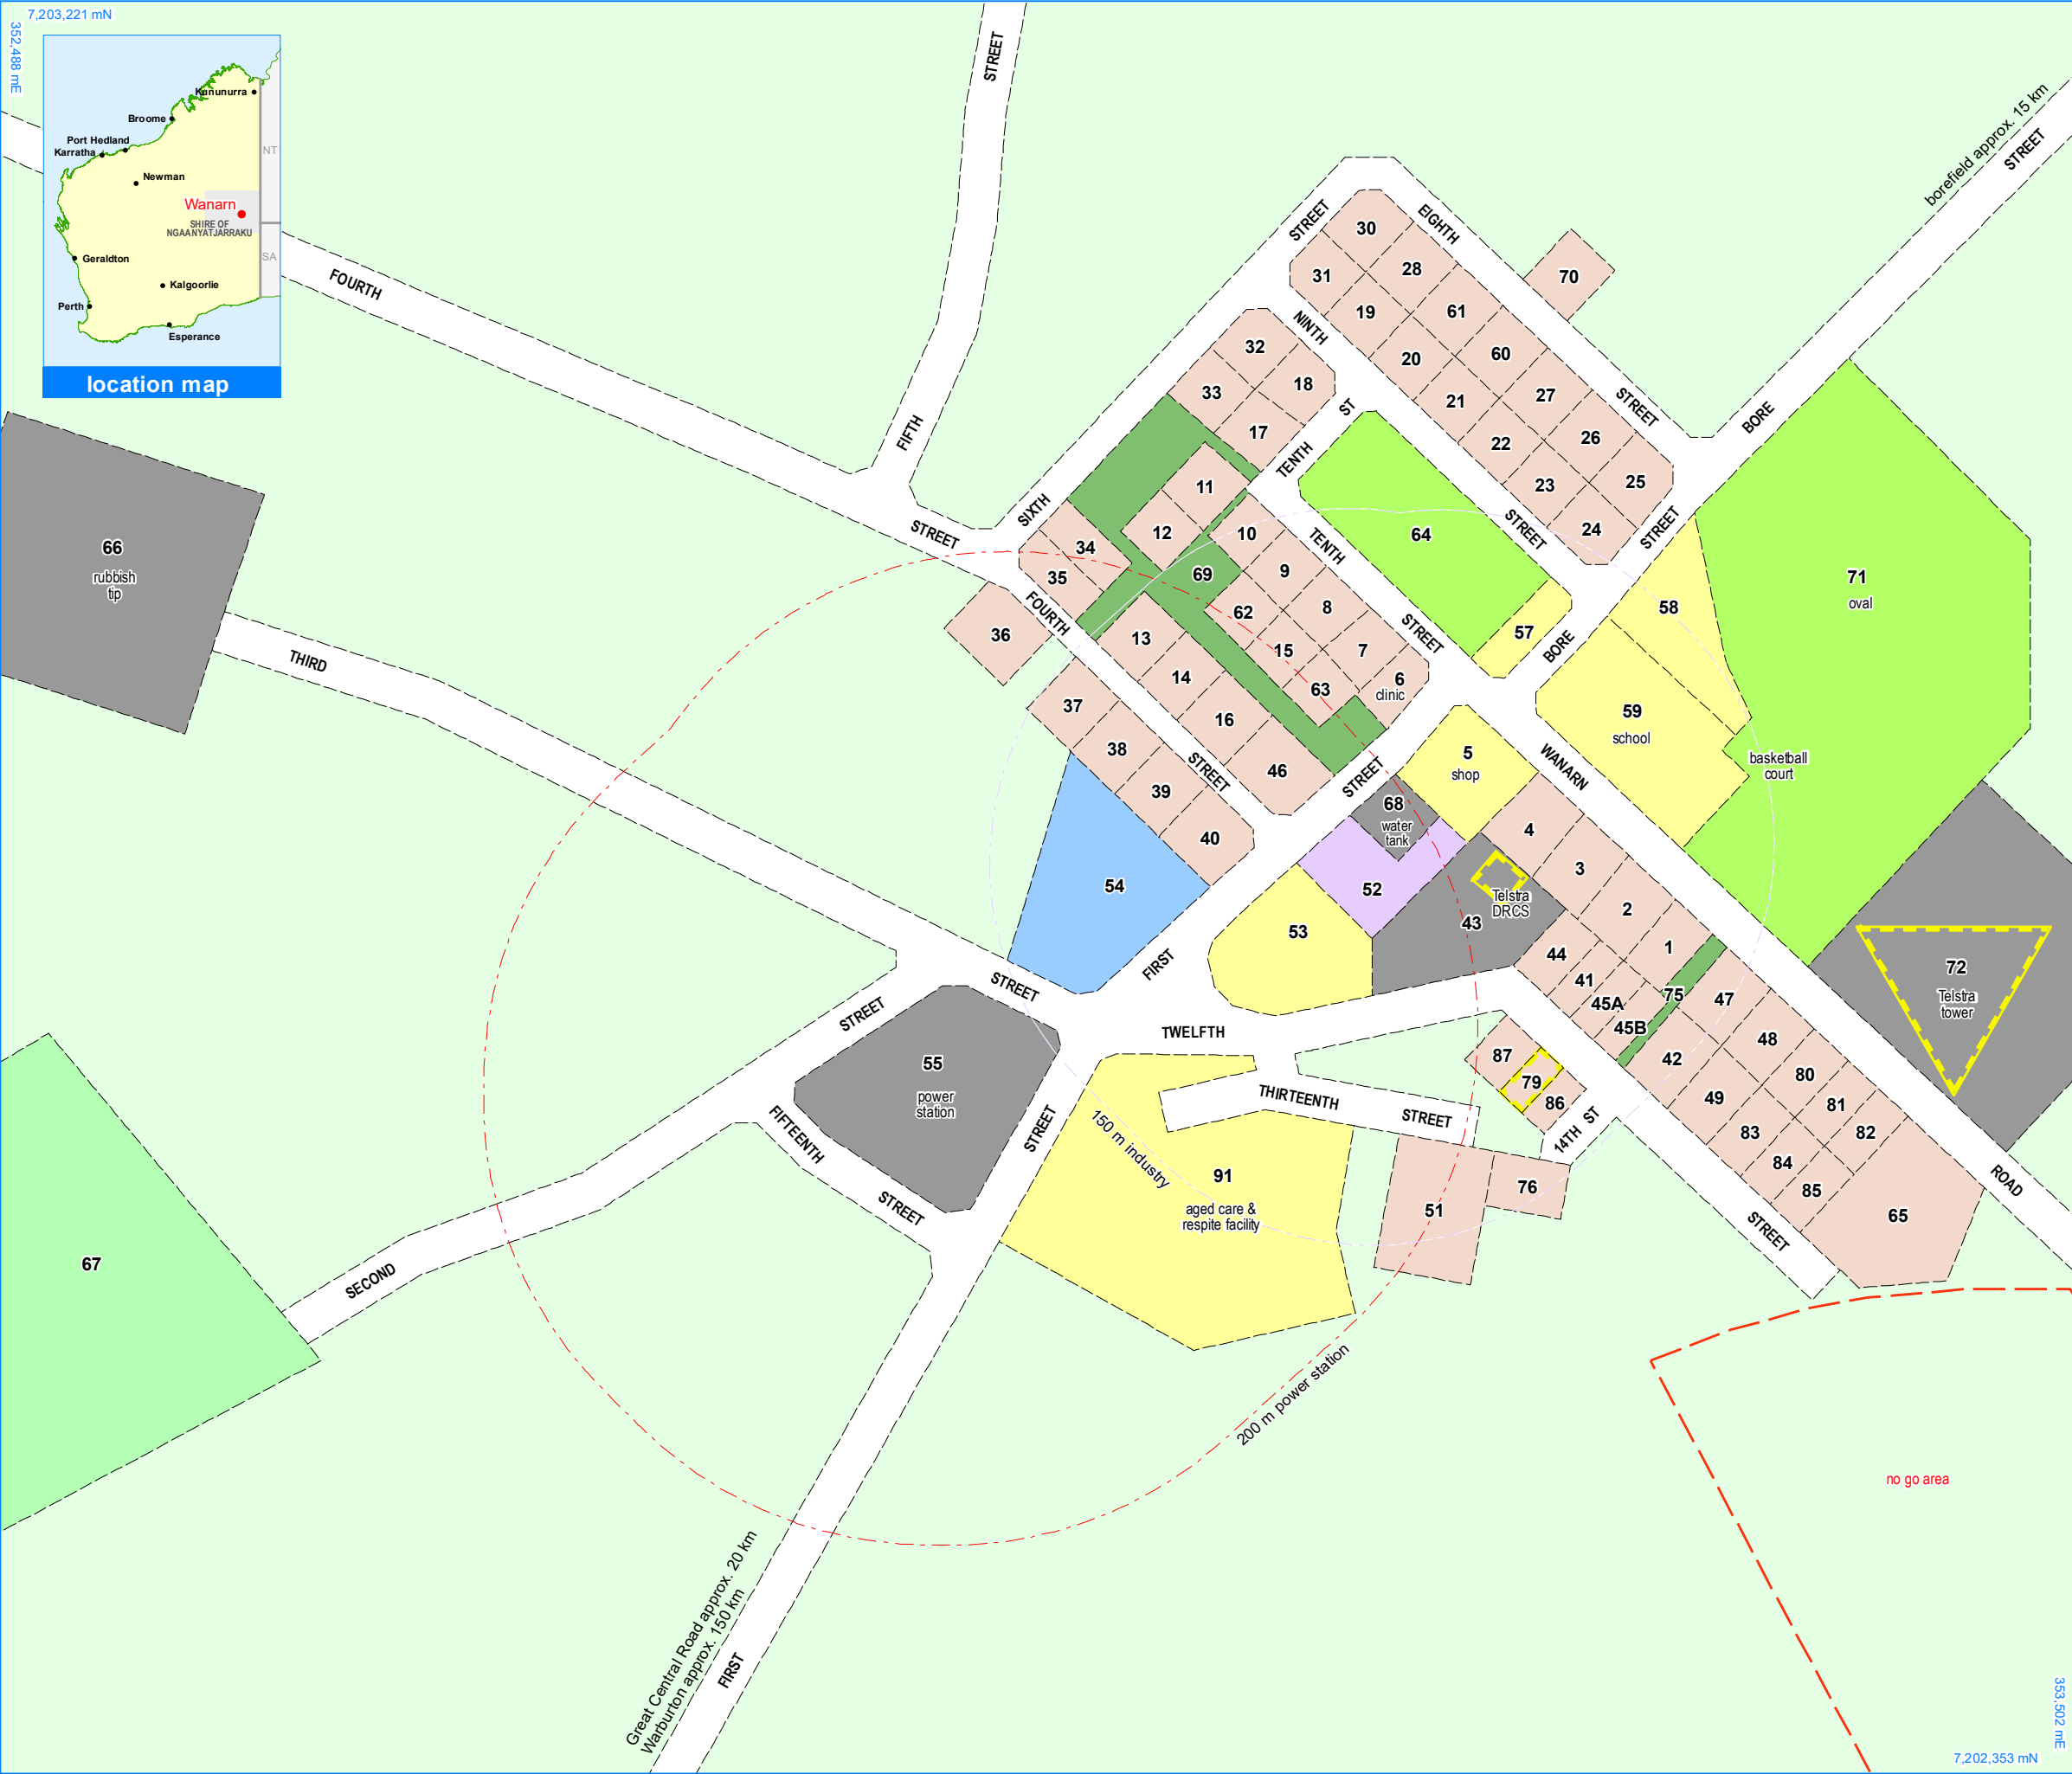 7,203,221 mN
352,488 mE
Kununurra
Broome
Port Hedland
Karratha
NT
Newman
Wanarn
SHIRE OF
NGAANYATJARRAKU
SA
Geraldton
Kalgoorlie
Perth
Esperance
location map
STREET
borefield approx. 15 km
STREET
FOURTH
STREET
EIGHTH
30
31
28
70
19
61
NINTH
20
60
32
18
33
21
27
STREET
BORE
ST
FIFTH
17
22
26
TENTH
11
23
25
SIXTH
STREET
12
10
TENTH
64
STREET
24
STREET
34
35
69
9
66
rubbish
tip
71
oval
58
8
62
FOURTH
36
13
15
7
STREET
57
BORE
THIRD
14
63
6
clinic
37
16
59
school
38
STREET
46
STREET
5
shop
WANARN
basketball
court
39
40
68
water
tank
4
3
54
52
Telstra
DRCS
43
2
53
1
44
41
45A
45B
75
47
72
Telstra
tower
FIRST
STREET
STREET
TWELFTH
48
42
87
79
86
80
49
81
82
83
84
85
55
power
station
THIRTEENTH
STREET
14TH ST
FIFTEENTH
STREET
STREET
150 m industry
91
aged care &
respite facility
51
76
65
ROAD
STREET
67
SECOND
200 m power station
no go area
Great Central Road approx. 20 km
Warburton approx. 150 km
FIRST
353,502 mE
7,202,353 mN